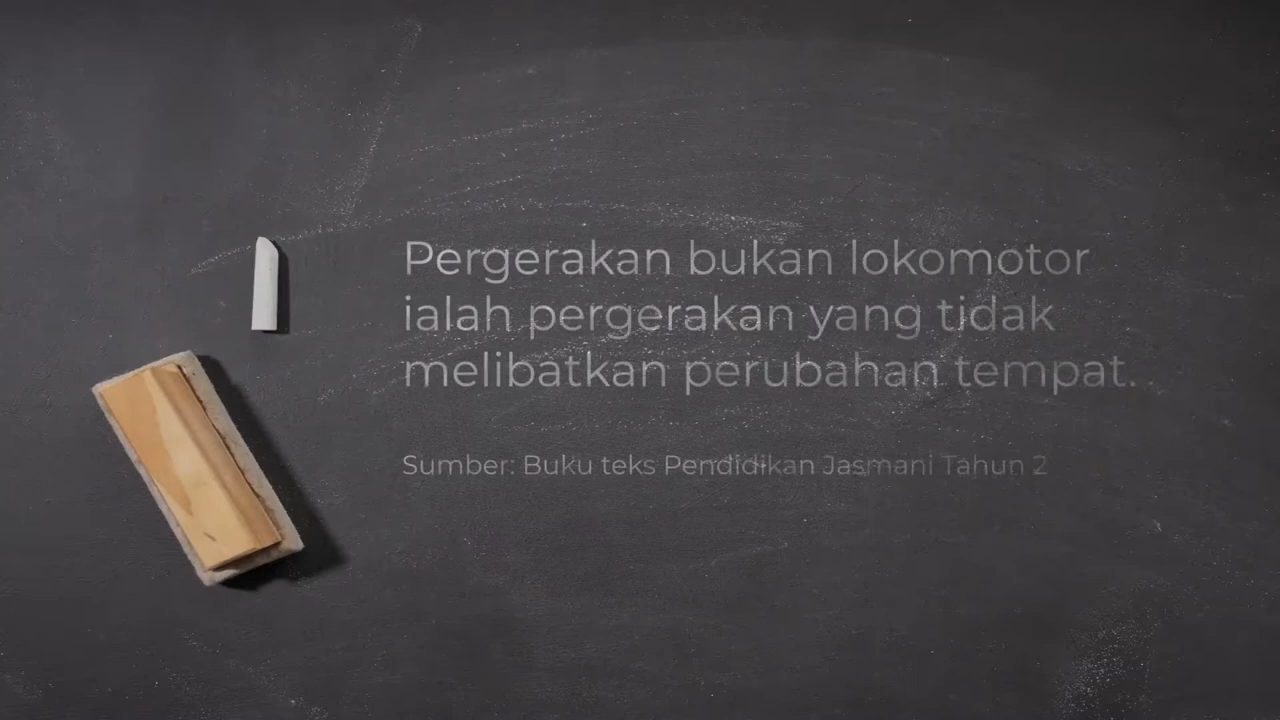 Pergerakan bukan lokomotor
ialah pergerakan yang tidak
melibatkan perubahan tempat.
Sumber: Buku teks Pendidikan Jasmani Tahun 2